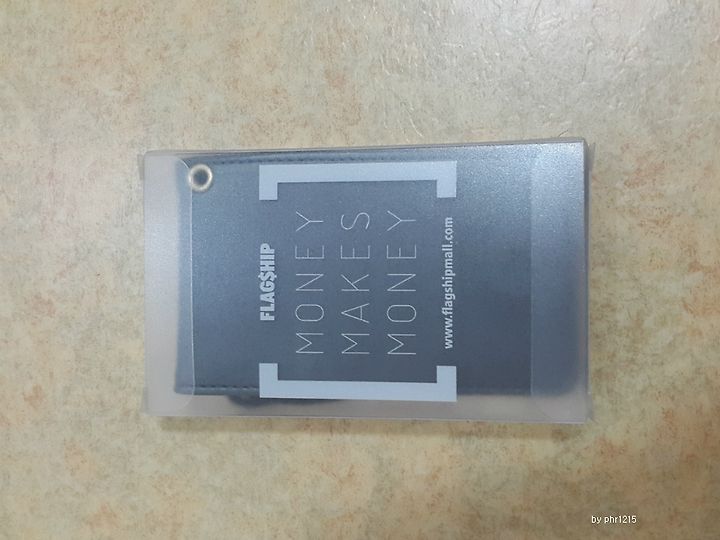 FLAG$HIP
MONEY
MAKES
MONEY
www.flagshipmall.com
by phr1215